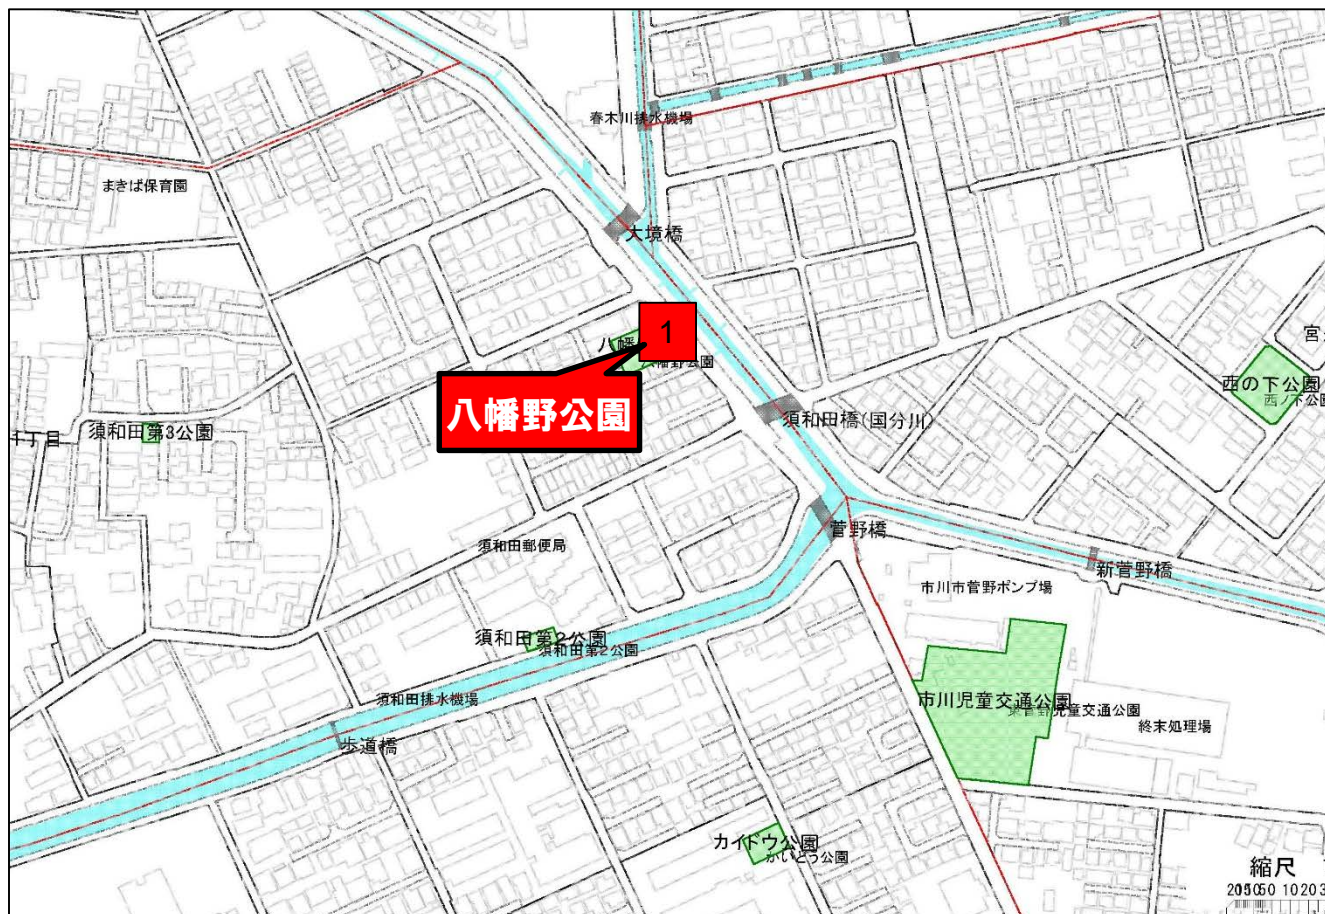 春木川排水機場
まきば保育園
大境橋
1
八幡
八幡野公園
八幡野公園
宮
西の下公園
西ノ下公園
須和田橋(国分川)
須和田第3公園
丁目
菅野橋
須和田郵便局
新菅野橋
市川市菅野ポンプ場
須和田第2公園
須和田第2公園
須和田排水機場
市川児童交通公園
児童交通公園
終末処理場
歩道橋
カイドウ公園
かいどう公園
縮尺